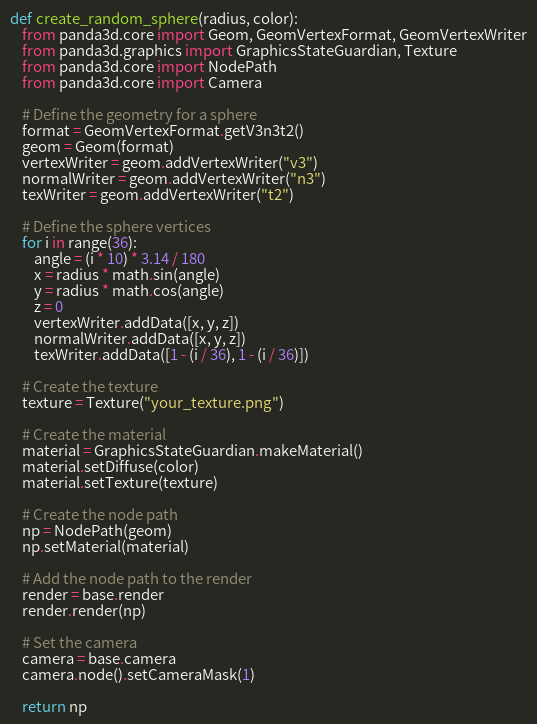 def create_random_sphere(radius, color):
    from panda3d.core import Geom, GeomVertexFormat, GeomVertexWriter
    from panda3d.graphics import GraphicsStateGuardian, Texture
    from panda3d.core import NodePath
    from panda3d.core import Camera

    # Define the geometry for a sphere
    format = GeomVertexFormat.getV3n3t2()
    geom = Geom(format)
    vertexWriter = geom.addVertexWriter("v3")
    normalWriter = geom.addVertexWriter("n3")
    texWriter = geom.addVertexWriter("t2")

    # Define the sphere vertices
    for i in range(36):
        angle = (i * 10) * 3.14 / 180
        x = radius * math.sin(angle)
        y = radius * math.cos(angle)
        z = 0
        vertexWriter.addData([x, y, z])
        normalWriter.addData([x, y, z])
        texWriter.addData([1 - (i / 36), 1 - (i / 36)])

    # Create the texture
    texture = Texture("your_texture.png")

    # Create the material
    material = GraphicsStateGuardian.makeMaterial()
    material.setDiffuse(color)
    material.setTexture(texture)

    # Create the node path
    np = NodePath(geom)
    np.setMaterial(material)

    # Add the node path to the render
    render = base.render
    render.render(np)

    # Set the camera
    camera = base.camera
    camera.node().setCameraMask(1)

    return np